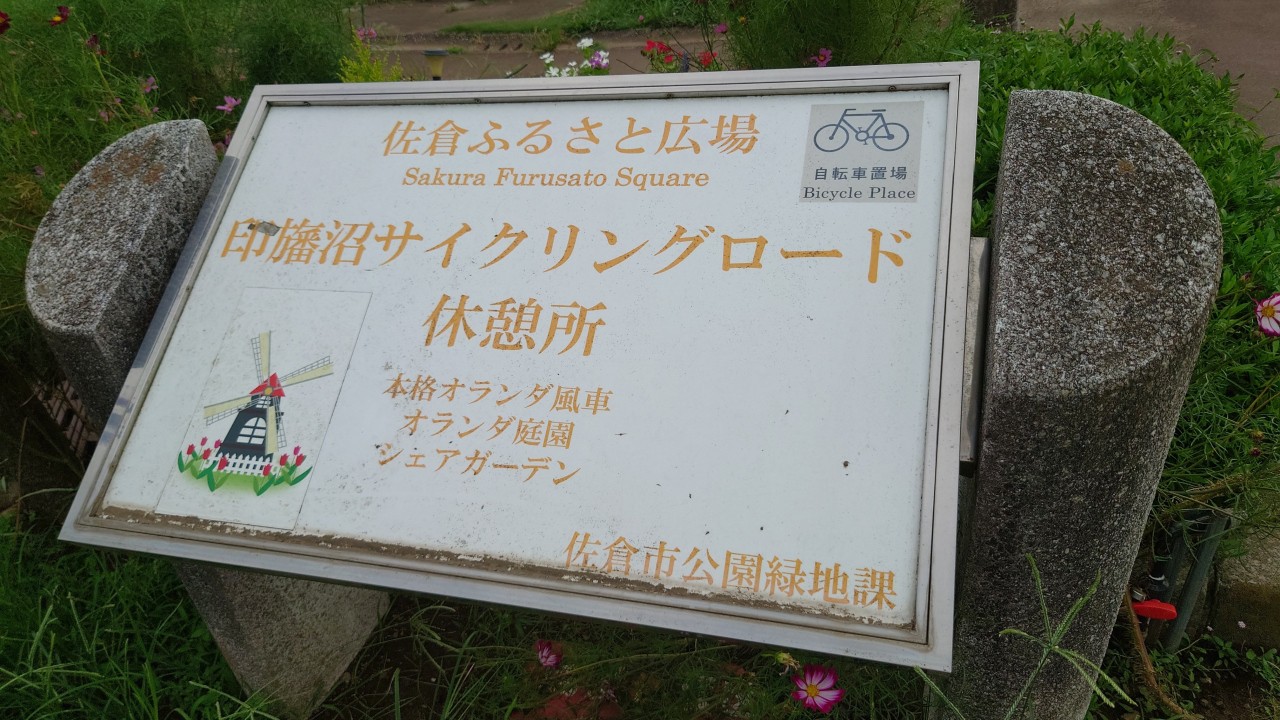 佐倉ふるさと広場
Sakura Furusato Square
自転車置場
Bicycle Place
印旛沼サイクリングロード
休憩所
本格オランダ風車
オランダ庭園
シェアガーデン
佐倉市公園緑地課